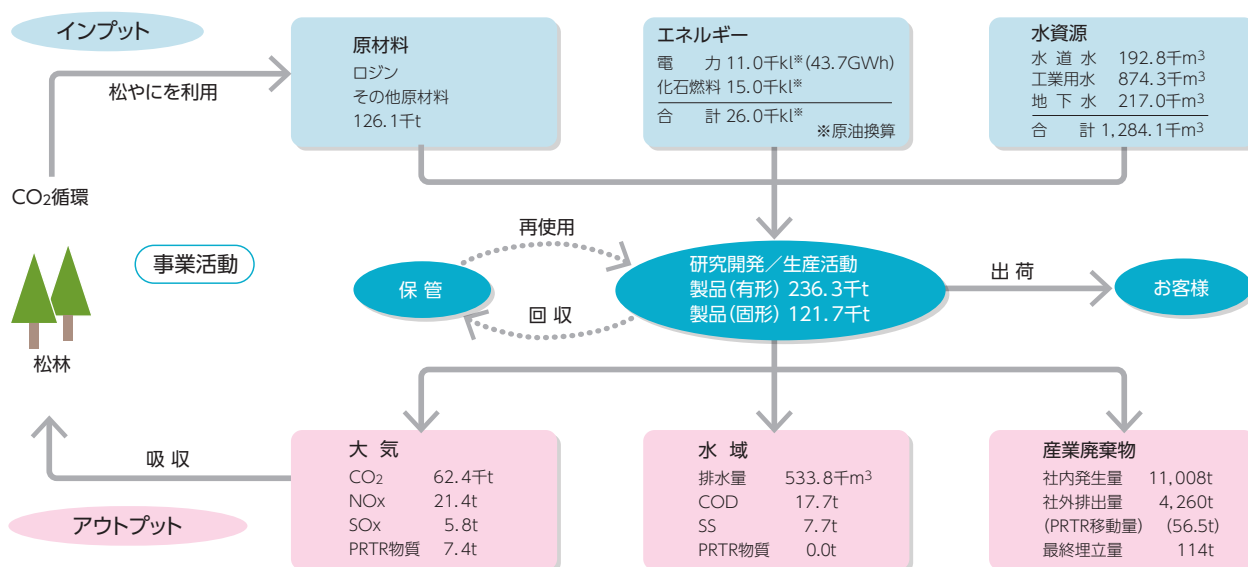 インプット
原材料
ロジン
その他原材料
126.1千t
エネルギー
電　力 11.0千kl※(43.7GWh)
化石燃料 15.0千kl※
合　計 26.0千kl※
※原油換算
水資源
水道水 192.8千m³
工業用水 874.3千m³
地下水 217.0千m³
合　計 1,284.1千m³
松やにを利用
CO₂循環
松林
事業活動
再使用
保管
回収
研究開発／生産活動
製品(有形) 236.3千t
製品(固形) 121.7千t
出荷
お客様
吸収
アウトプット
大気
CO₂ 62.4千t
NOx 21.4t
SOx 5.8t
PRTR物質 7.4t
水域
排水量 533.8千m³
COD 17.7t
SS 7.7t
PRTR物質 0.0t
産業廃棄物
社内発生量 11,008t
社外排出量 4,260t
(PRTR移動量) (56.5t)
最終埋立量 114t